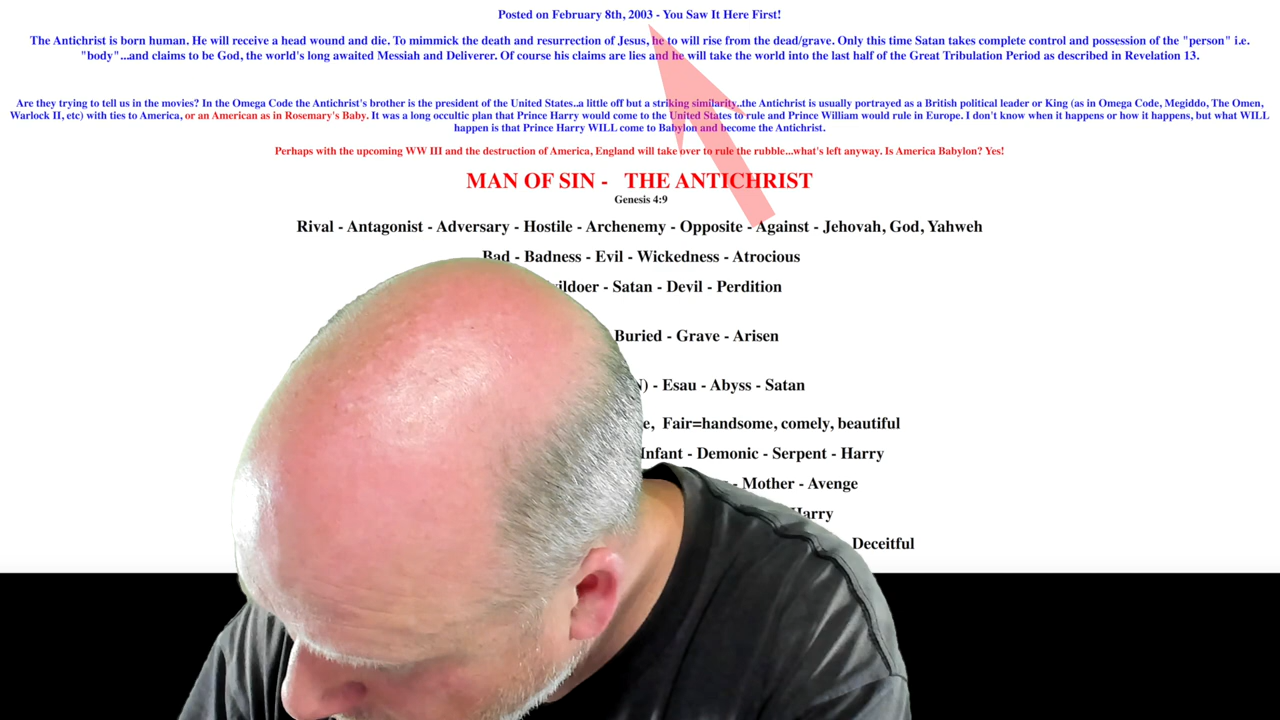 Posted on February 8th, 2003 - You Saw It Here First!
The Antichrist is born human. He will receive a head wound and die. To mimmick the death and resurrection of Jesus, he to will rise from the dead/grave. Only this time Satan takes complete control and possession of the "person" i.e.
"body"...and claims to be God, the world's long awaited Messiah and Deliverer. Of course his claims are lies and he will take the world into the last half of the Great Tribulation Period as described in Revelation 13.
Are they trying to tell us in the movies? In the Omega Code the Antichrist's brother is the president of the United States..a little off but a striking similarity..the Antichrist is usually portrayed as a British political leader or King (as in Omega Code, Megiddo, The Omen,
Warlock II, etc) with ties to America, or an American as in Rosemary's Baby. It was a long occultic plan that Prince Harry would come to the United States to rule and Prince William would rule in Europe. I don't know when it happens or how it happens, but what WILL
happen is that Prince Harry WILL come to Babylon and become the Antichrist.
Perhaps with the upcoming WW III and the destruction of America, England will take over to rule the rubble...what's left anyway. Is America Babylon? Yes!
MAN OF SIN - THE ANTICHRIST
Genesis 4:9
Rival - Antagonist - Adversary - Hostile - Archenemy - Opposite - Against - Jehovah, God, Yahweh
Bad - Badness - Evil - Wickedness - Atrocious
- Satan - Devil - Perdition
Buried - Grave - Arisen
- Esau - Abyss - Satan
Fair=handsome, comely, beautiful
Infant - Demonic - Serpent - Harry
- Mother - Avenge
Harry
Deceitful